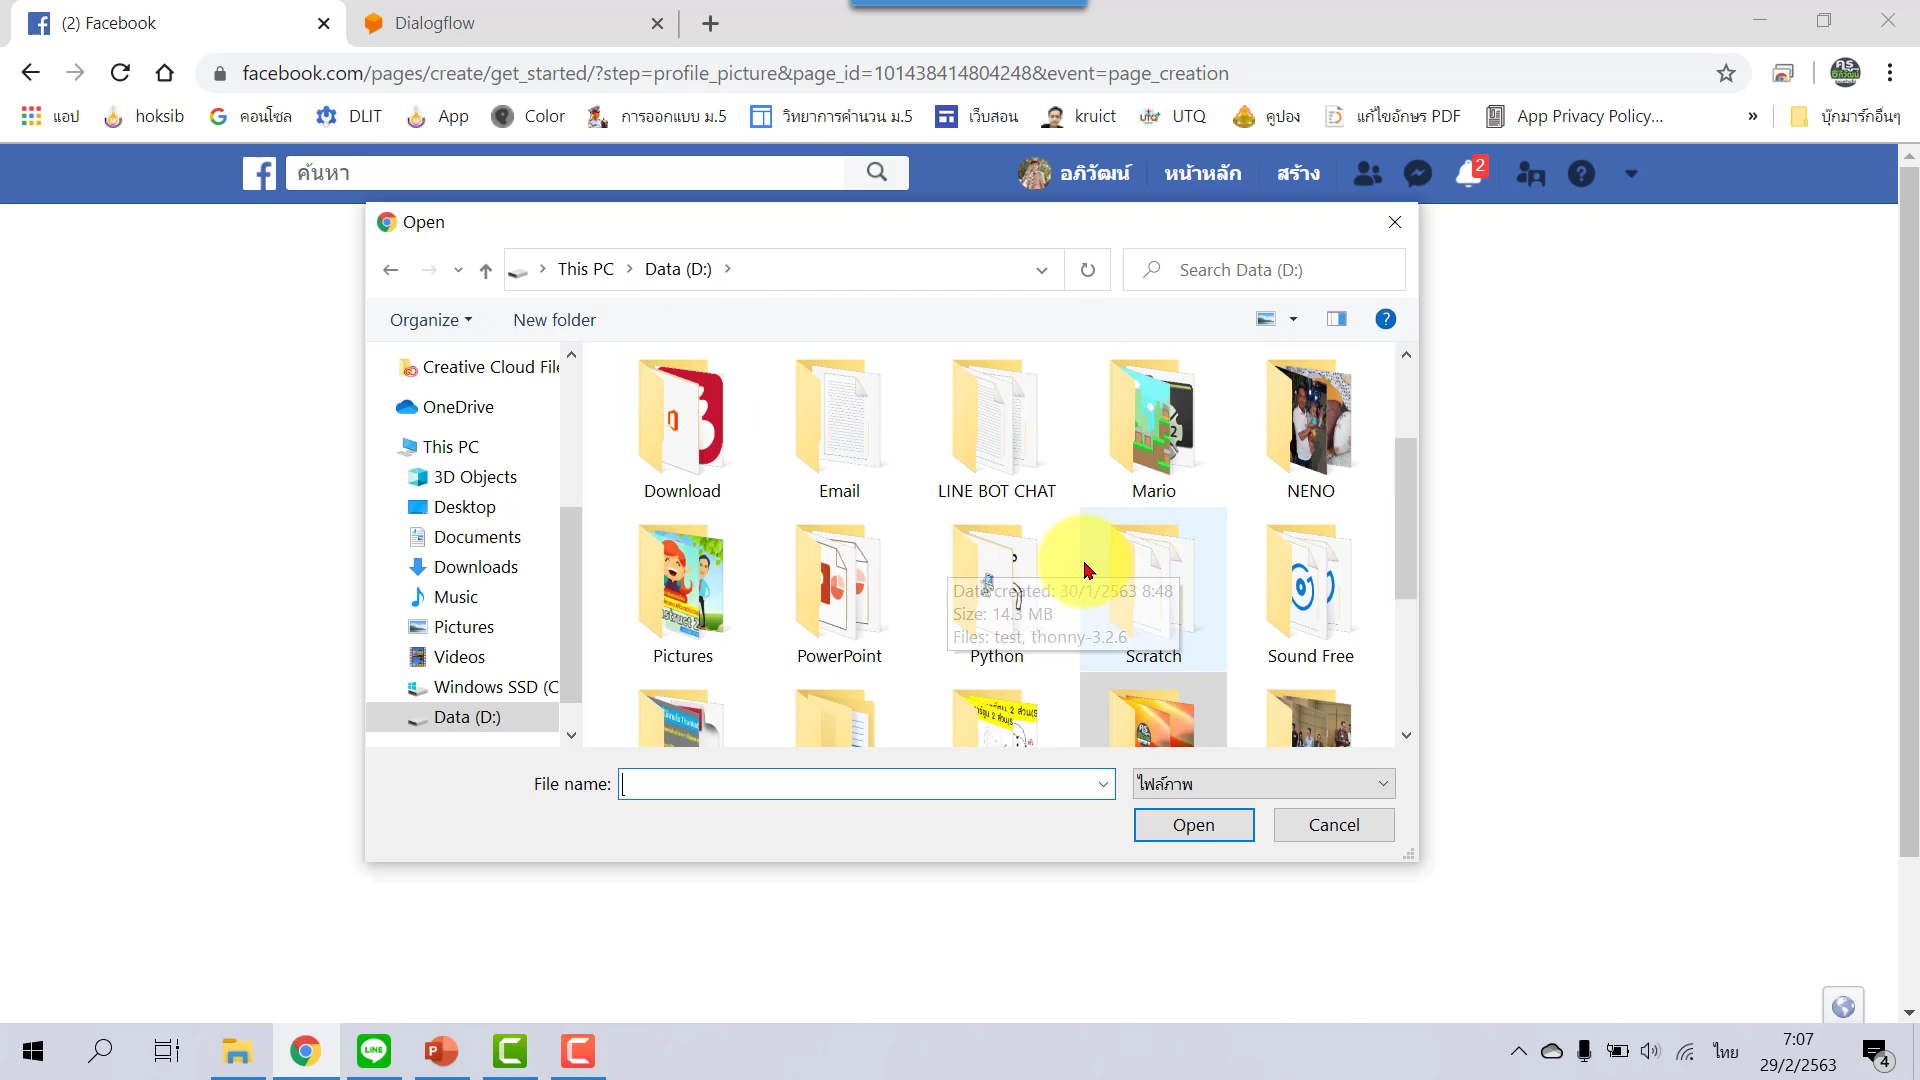 (2) Facebook
Dialogflow
facebook.com/pages/create/get_started/?step=profile_picture&page_id=101438414804248&event=page_creation
แอป
hoksib
คอนโซล
DLIT
App
Color
การออกแบบ ม.5
วิทยาการคำนวน ม.5
เว็บสอน
kruict
UTQ
คูปอง
แก้ไขอักษร PDF
App Privacy Policy...
»
บุ๊กมาร์กอื่นๆ
ค้นหา
อภิวัฒน์
หน้าหลัก
สร้าง
2
Open
This PC
Data (D:)
Search Data (D:)
Organize
New folder
Creative Cloud File
OneDrive
This PC
3D Objects
Desktop
Documents
Downloads
Music
Pictures
Videos
Windows SSD (C
Data (D:)
Download
Email
LINE BOT CHAT
Mario
NENO
Pictures
PowerPoint
Python
Scratch
Sound Free
Date created: 30/1/2563 8:48
Size: 14.3 MB
Files: test, thonny-3.2.6
File name:
ไฟล์ภาพ
Open
Cancel
ไทย
7:07
29/2/2563
4